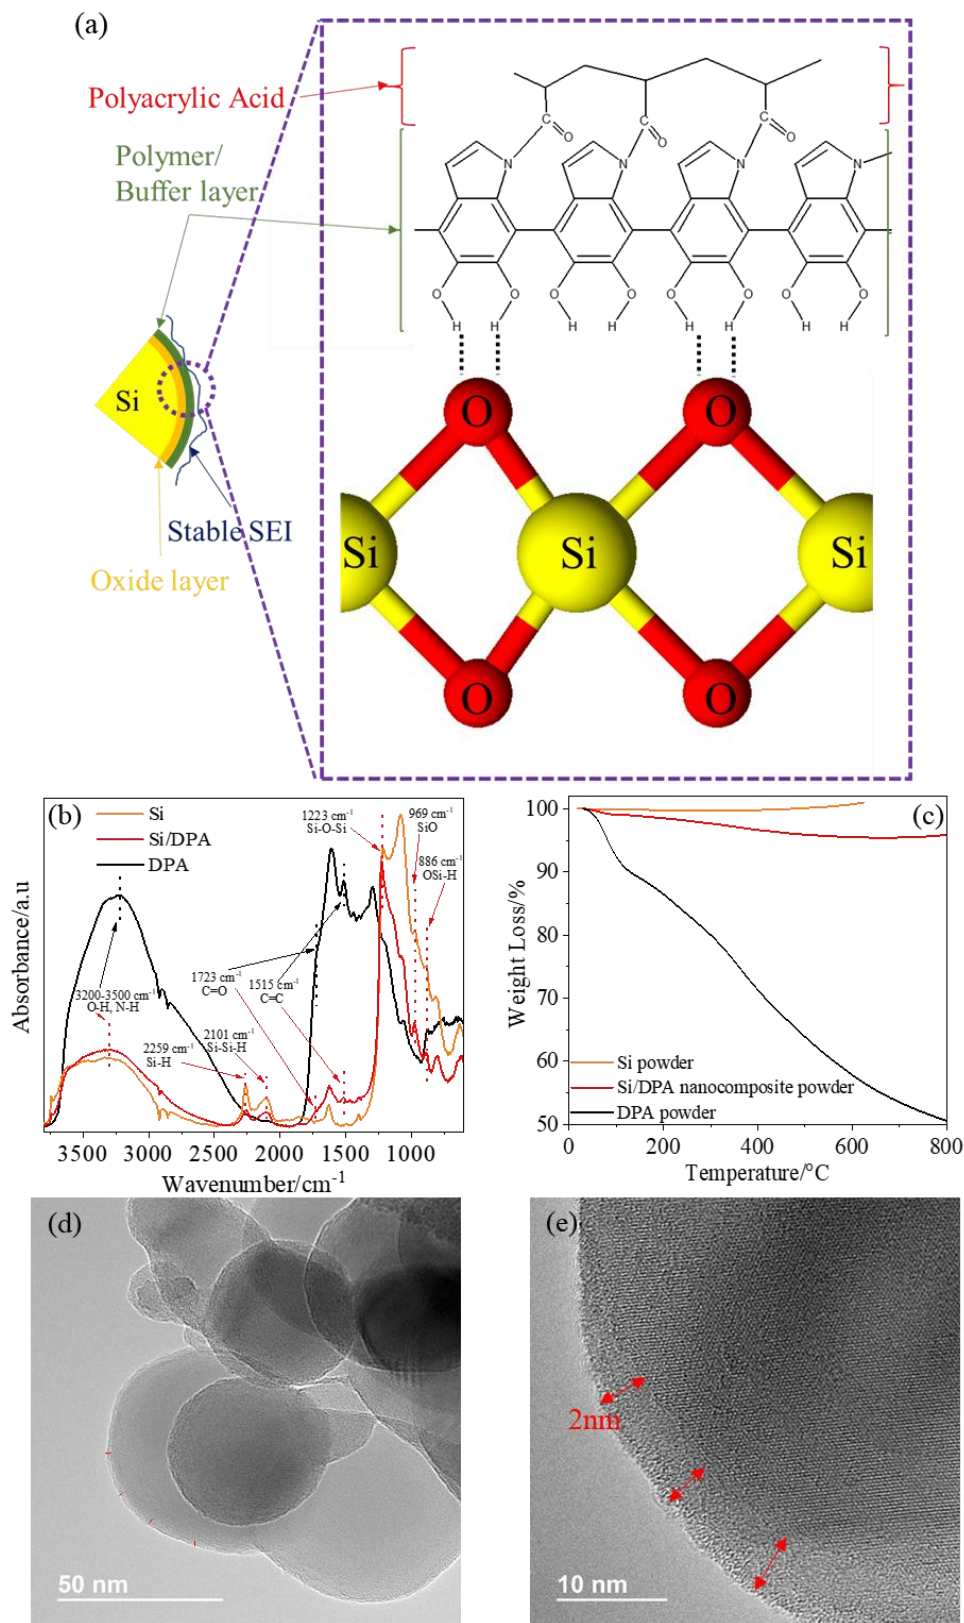 (a)
Polyacrylic Acid
Polymer/
Buffer layer
C O C O C O
N N N N
O O O O O O O O
H H H H H H H H
Si
Stable SEI
Oxide layer
O O
Si Si Si
O O
(b)
Si
Si/DPA
DPA
1223 cm-1
Si-O-Si
969 cm-1
SiO
886 cm-1
OSi-H
3200-3500 cm-1
O-H, N-H
1723 cm-1
C=O
1515 cm-1
C=C
2259 cm-1
Si-H
2101 cm-1
Si-Si-H
Absorbance/a.u
3500 3000 2500 2000 1500 1000
Wavenumber/cm-1
(c)
100
90
80
70
60
50
Weight Loss/%
Si powder
Si/DPA nanocomposite powder
DPA powder
0 200 400 600 800
Temperature/°C
(d)
50 nm
(e)
2nm
10 nm